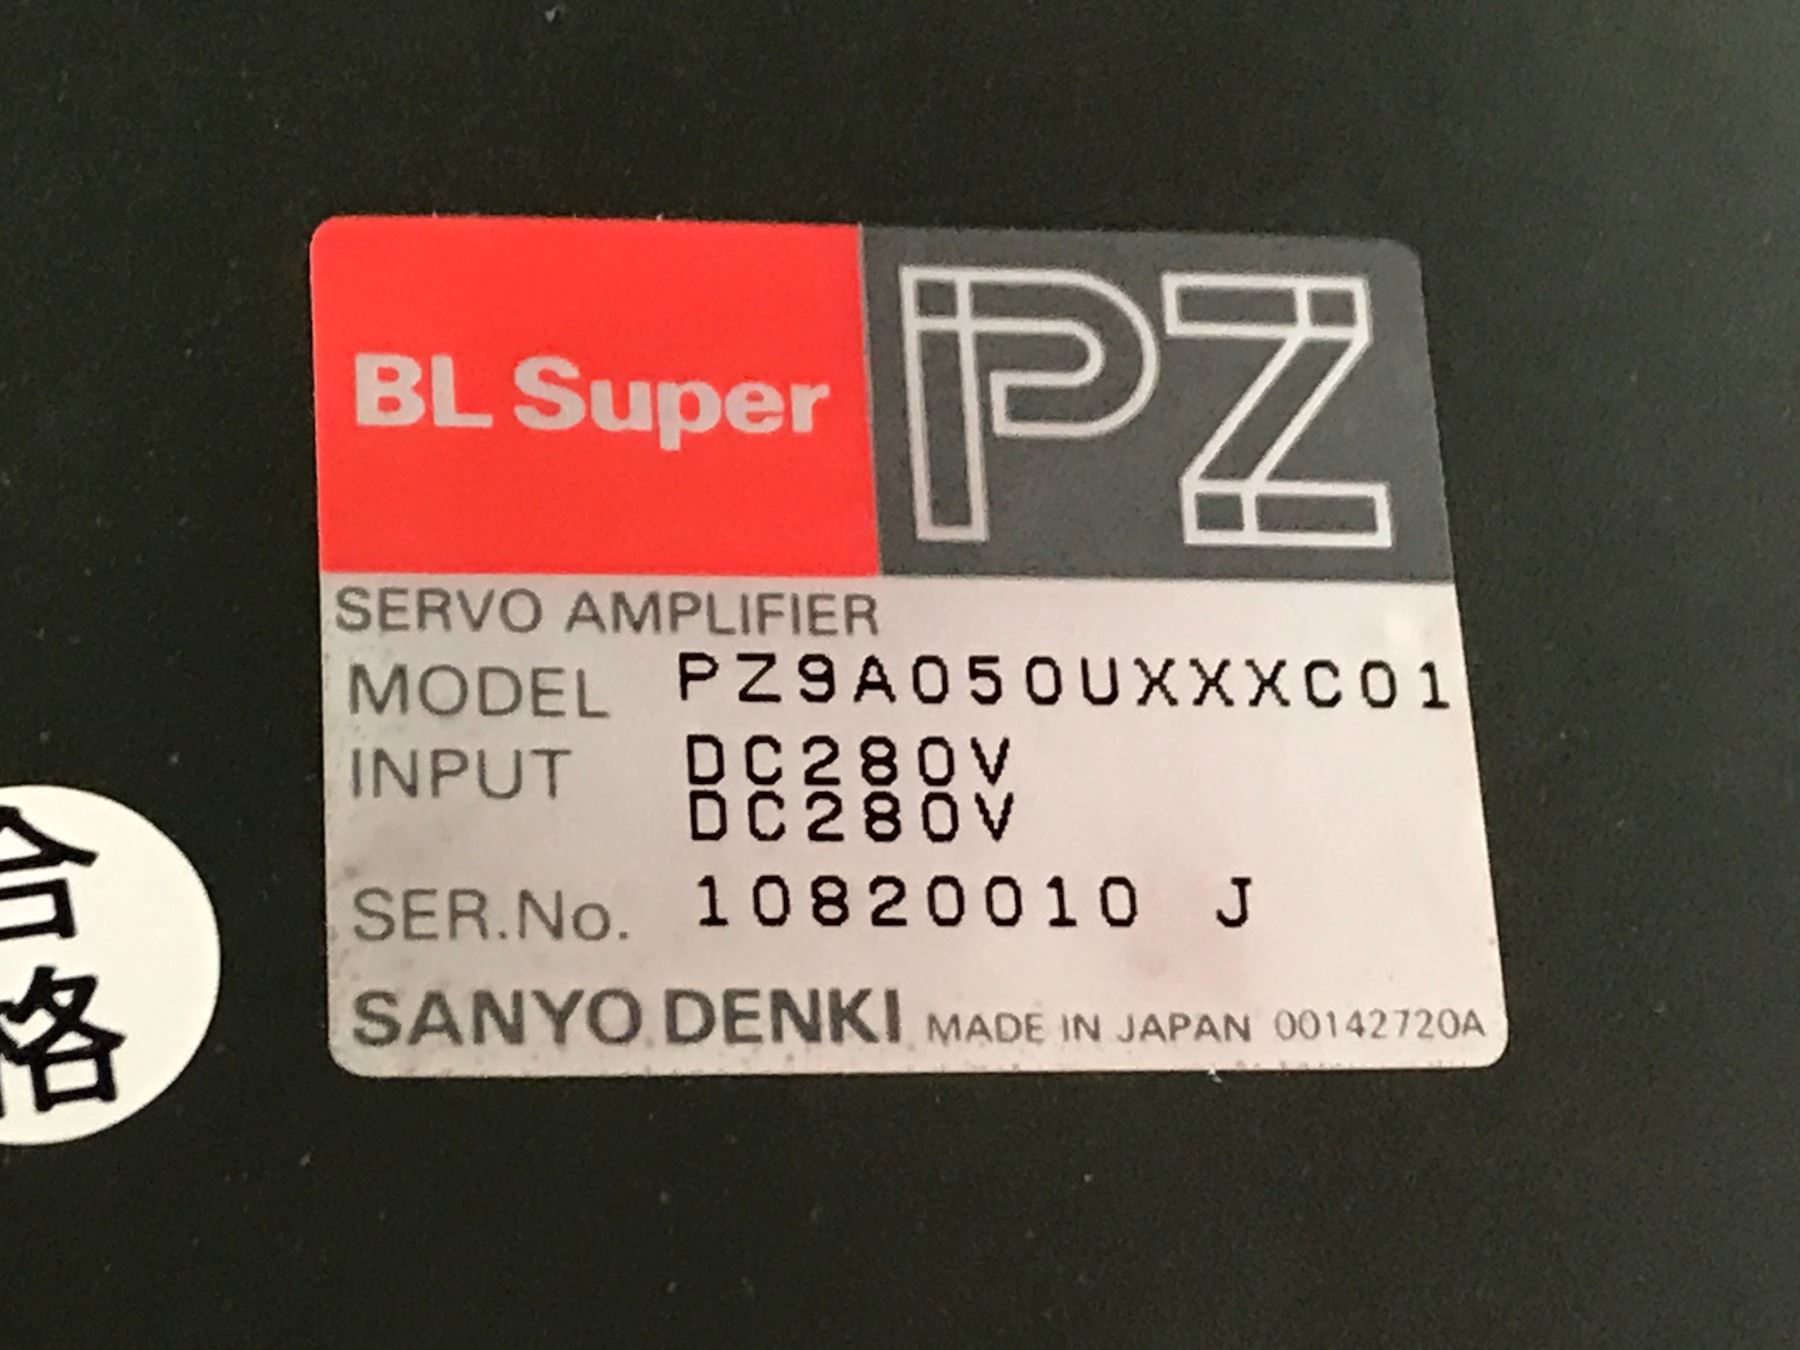 BL Super PZ
SERVO AMPLIFIER
MODEL PZ9A050UXXXC01
INPUT DC280V
DC280V
SER.No. 10820010 J
SANYO DENKI MADE IN JAPAN 00142720A
合
格